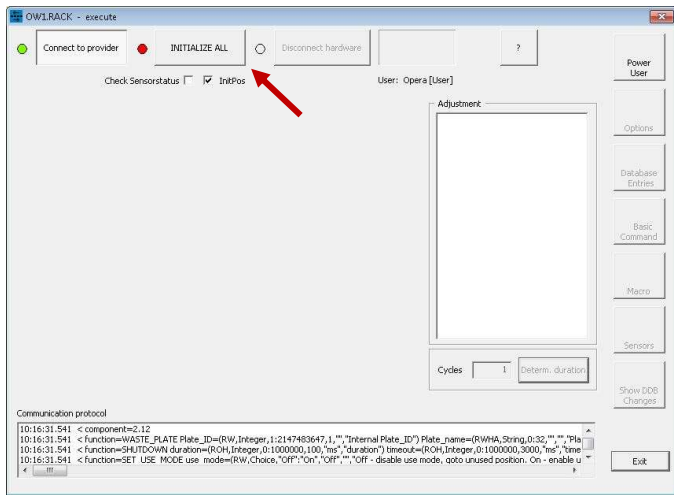 OW1.RACK - execute
Connect to provider
INITIALIZE ALL
Disconnect hardware
?
Power
User
Check Sensorstatus
InitPos
User: Opera [User]
Adjustment
Options
Database
Entries
Basic
Command
Macro
Sensors
Cycles
1
Determ. duration
Show DDB
Changes
Communication protocol
10:16:31.541 < component=2.12
10:16:31.541 < function=WASTE_PLATE Plate_ID=(RW,Integer,1:2147483647,1,"","Internal Plate_ID") Plate_name=(RWHA,String,0:32,"","","Pla
10:16:31.541 < function=SHUTDOWN duration=(ROH,Integer,0:1000000,100,"ms","duration") timeout=(ROH,Integer,0:1000000,3000,"ms","time
10:16:31.541 < function=SET_USE_MODE use_mode=(RW,Choice,"Off":"On","Off","","Off - disable use mode, goto unused position. On - enable u
Exit